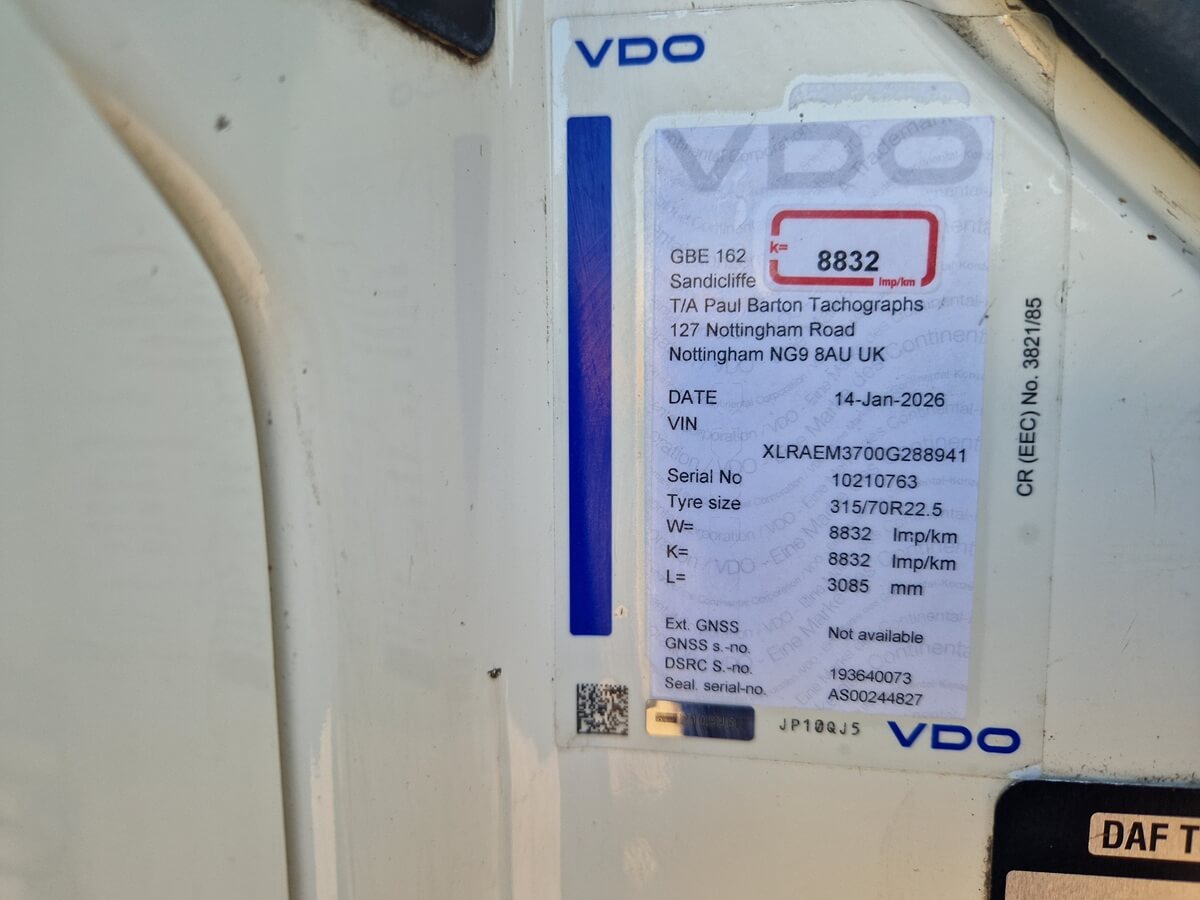 VDO
VDO
k=
8832
Imp/km
GBE 162
Sandicliffe
T/A Paul Barton Tachographs
127 Nottingham Road
Nottingham NG9 8AU UK
DATE 14-Jan-2026
VIN
XLRAEM3700G288941
Serial No 10210763
Tyre size 315/70R22.5
W= 8832 Imp/km
K= 8832 Imp/km
L= 3085 mm
Ext. GNSS Not available
GNSS s.-no.
DSRC S.-no. 193640073
Seal. serial-no. AS00244827
JP10QJ5
VDO
CR (EEC) No. 3821/85
DAF T